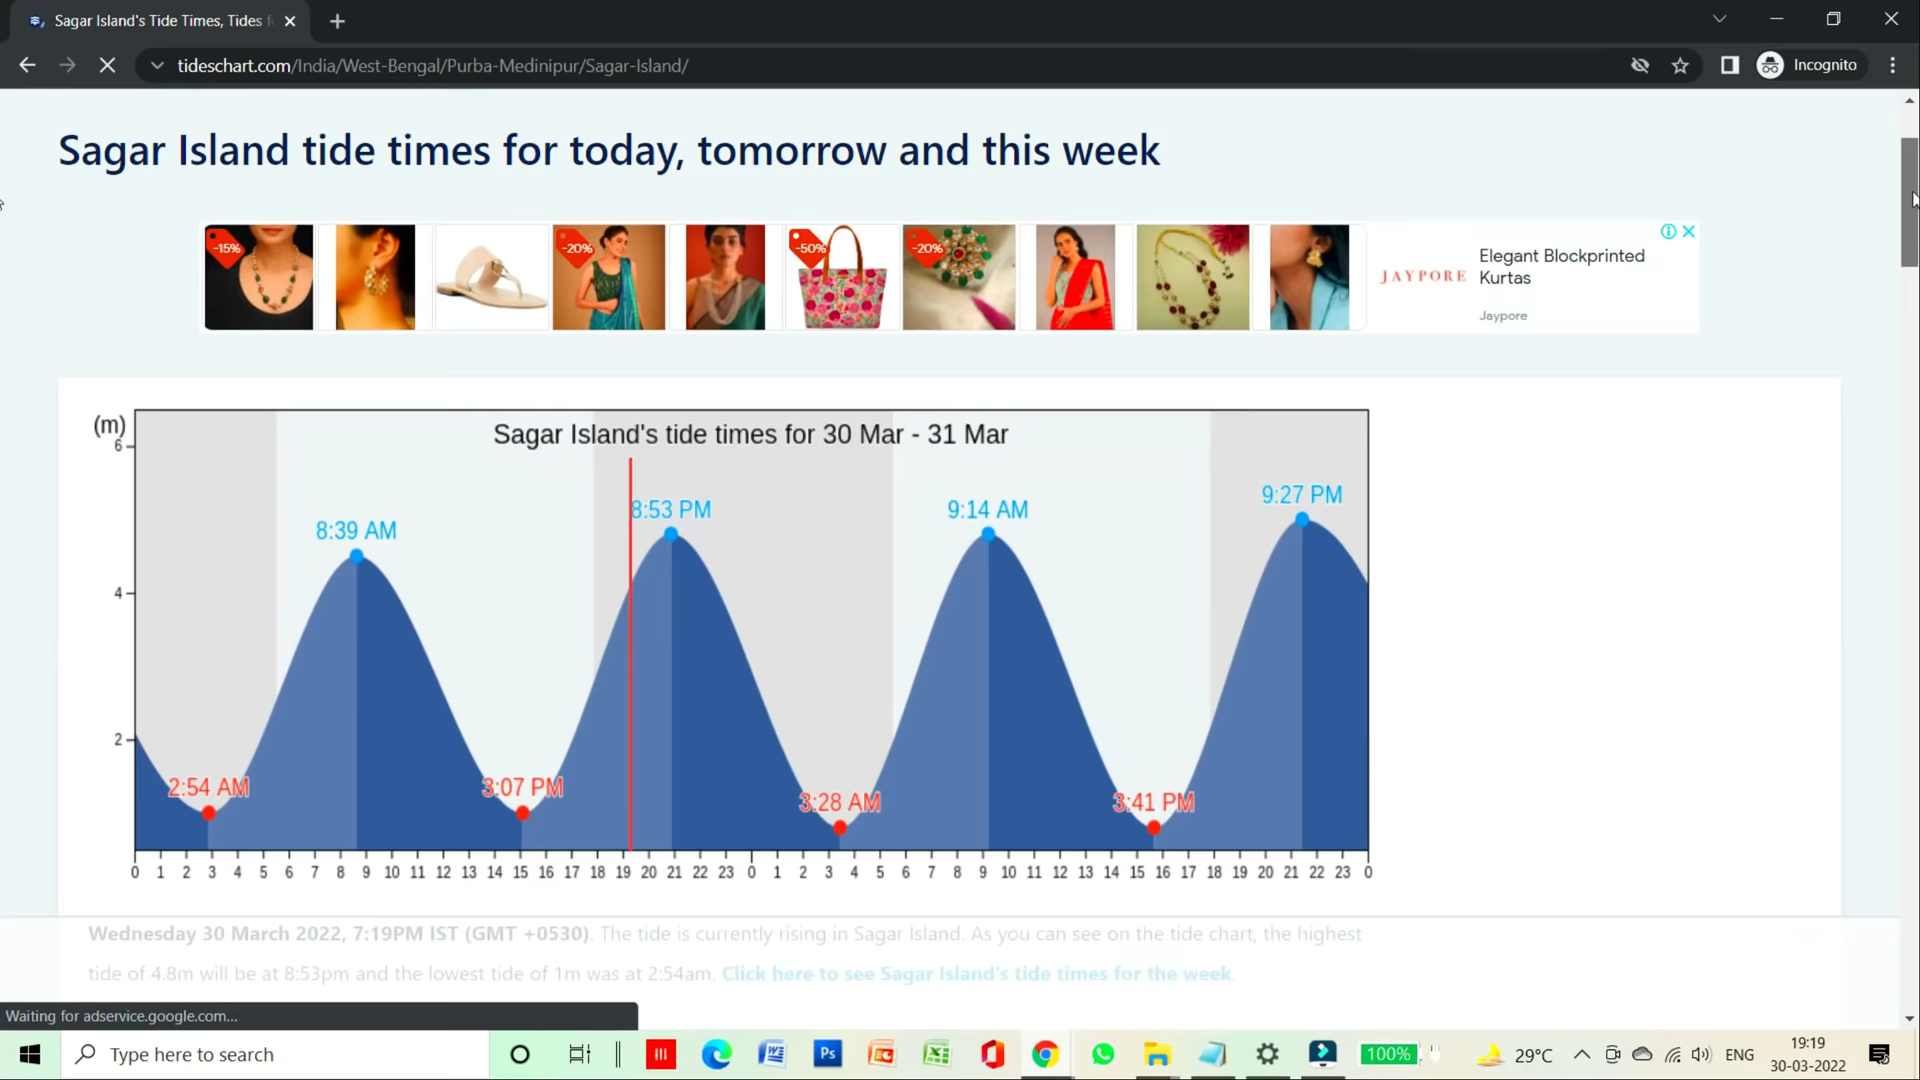 Sagar Island's Tide Times, Tides f
tideschart.com/India/West-Bengal/Purba-Medinipur/Sagar-Island/
Incognito
Sagar Island tide times for today, tomorrow and this week
-15%
-20%
-50%
-20%
JAYPORE
Elegant Blockprinted
Kurtas
Jaypore
(m)
Sagar Island's tide times for 30 Mar - 31 Mar
6
4
2
8:39 AM
8:53 PM
9:14 AM
9:27 PM
2:54 AM
3:07 PM
3:28 AM
3:41 PM
0 1 2 3 4 5 6 7 8 9 10 11 12 13 14 15 16 17 18 19 20 21 22 23 0 1 2 3 4 5 6 7 8 9 10 11 12 13 14 15 16 17 18 19 20 21 22 23 0
Wednesday 30 March 2022, 7:19PM IST (GMT +0530). The tide is currently rising in Sagar Island. As you can see on the tide chart, the highest
tide of 4.8m will be at 8:53pm and the lowest tide of 1m was at 2:54am. Click here to see Sagar Island's tide times for the week.
Waiting for adservice.google.com...
Type here to search
Ps
100%
29°C
ENG
19:19
30-03-2022